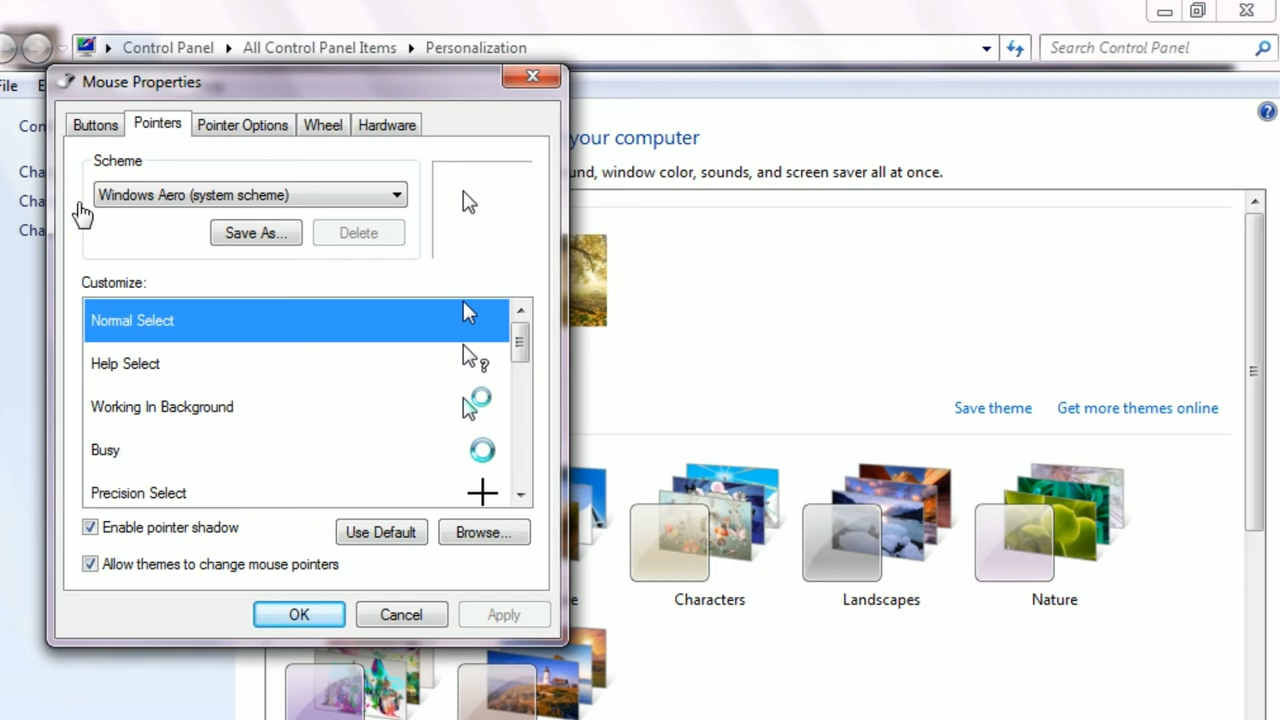 Control Panel ▸ All Control Panel Items ▸ Personalization
Search Control Panel
File
Mouse Properties
Buttons Pointers Pointer Options Wheel Hardware
your computer
Scheme
sound, window color, sounds, and screen saver all at once.
Windows Aero (system scheme)
Save As... Delete
Customize:
Normal Select
Help Select
Working In Background
Save theme Get more themes online
Busy
Precision Select
Enable pointer shadow
Use Default Browse...
Allow themes to change mouse pointers
Characters Landscapes Nature
OK Cancel Apply